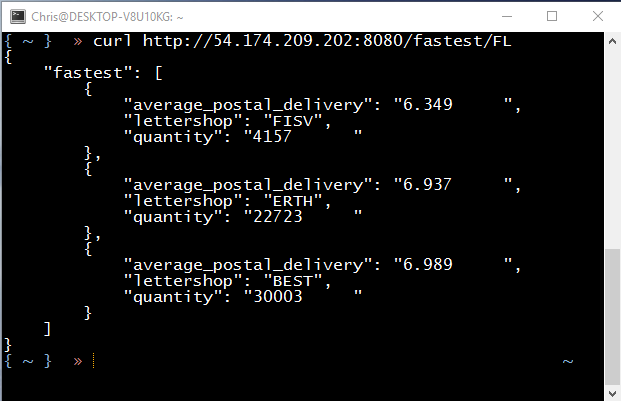 Chris@DESKTOP-V8U10KG: ~
{ ~ }  » curl http://54.174.209.202:8080/fastest/FL
{
    "fastest": [
        {
            "average_postal_delivery": "6.349     ",
            "lettershop": "FISV",
            "quantity": "4157      "
        },
        {
            "average_postal_delivery": "6.937     ",
            "lettershop": "ERTH",
            "quantity": "22723     "
        },
        {
            "average_postal_delivery": "6.989     ",
            "lettershop": "BEST",
            "quantity": "30003     "
        }
    ]
}
{ ~ }  » ~